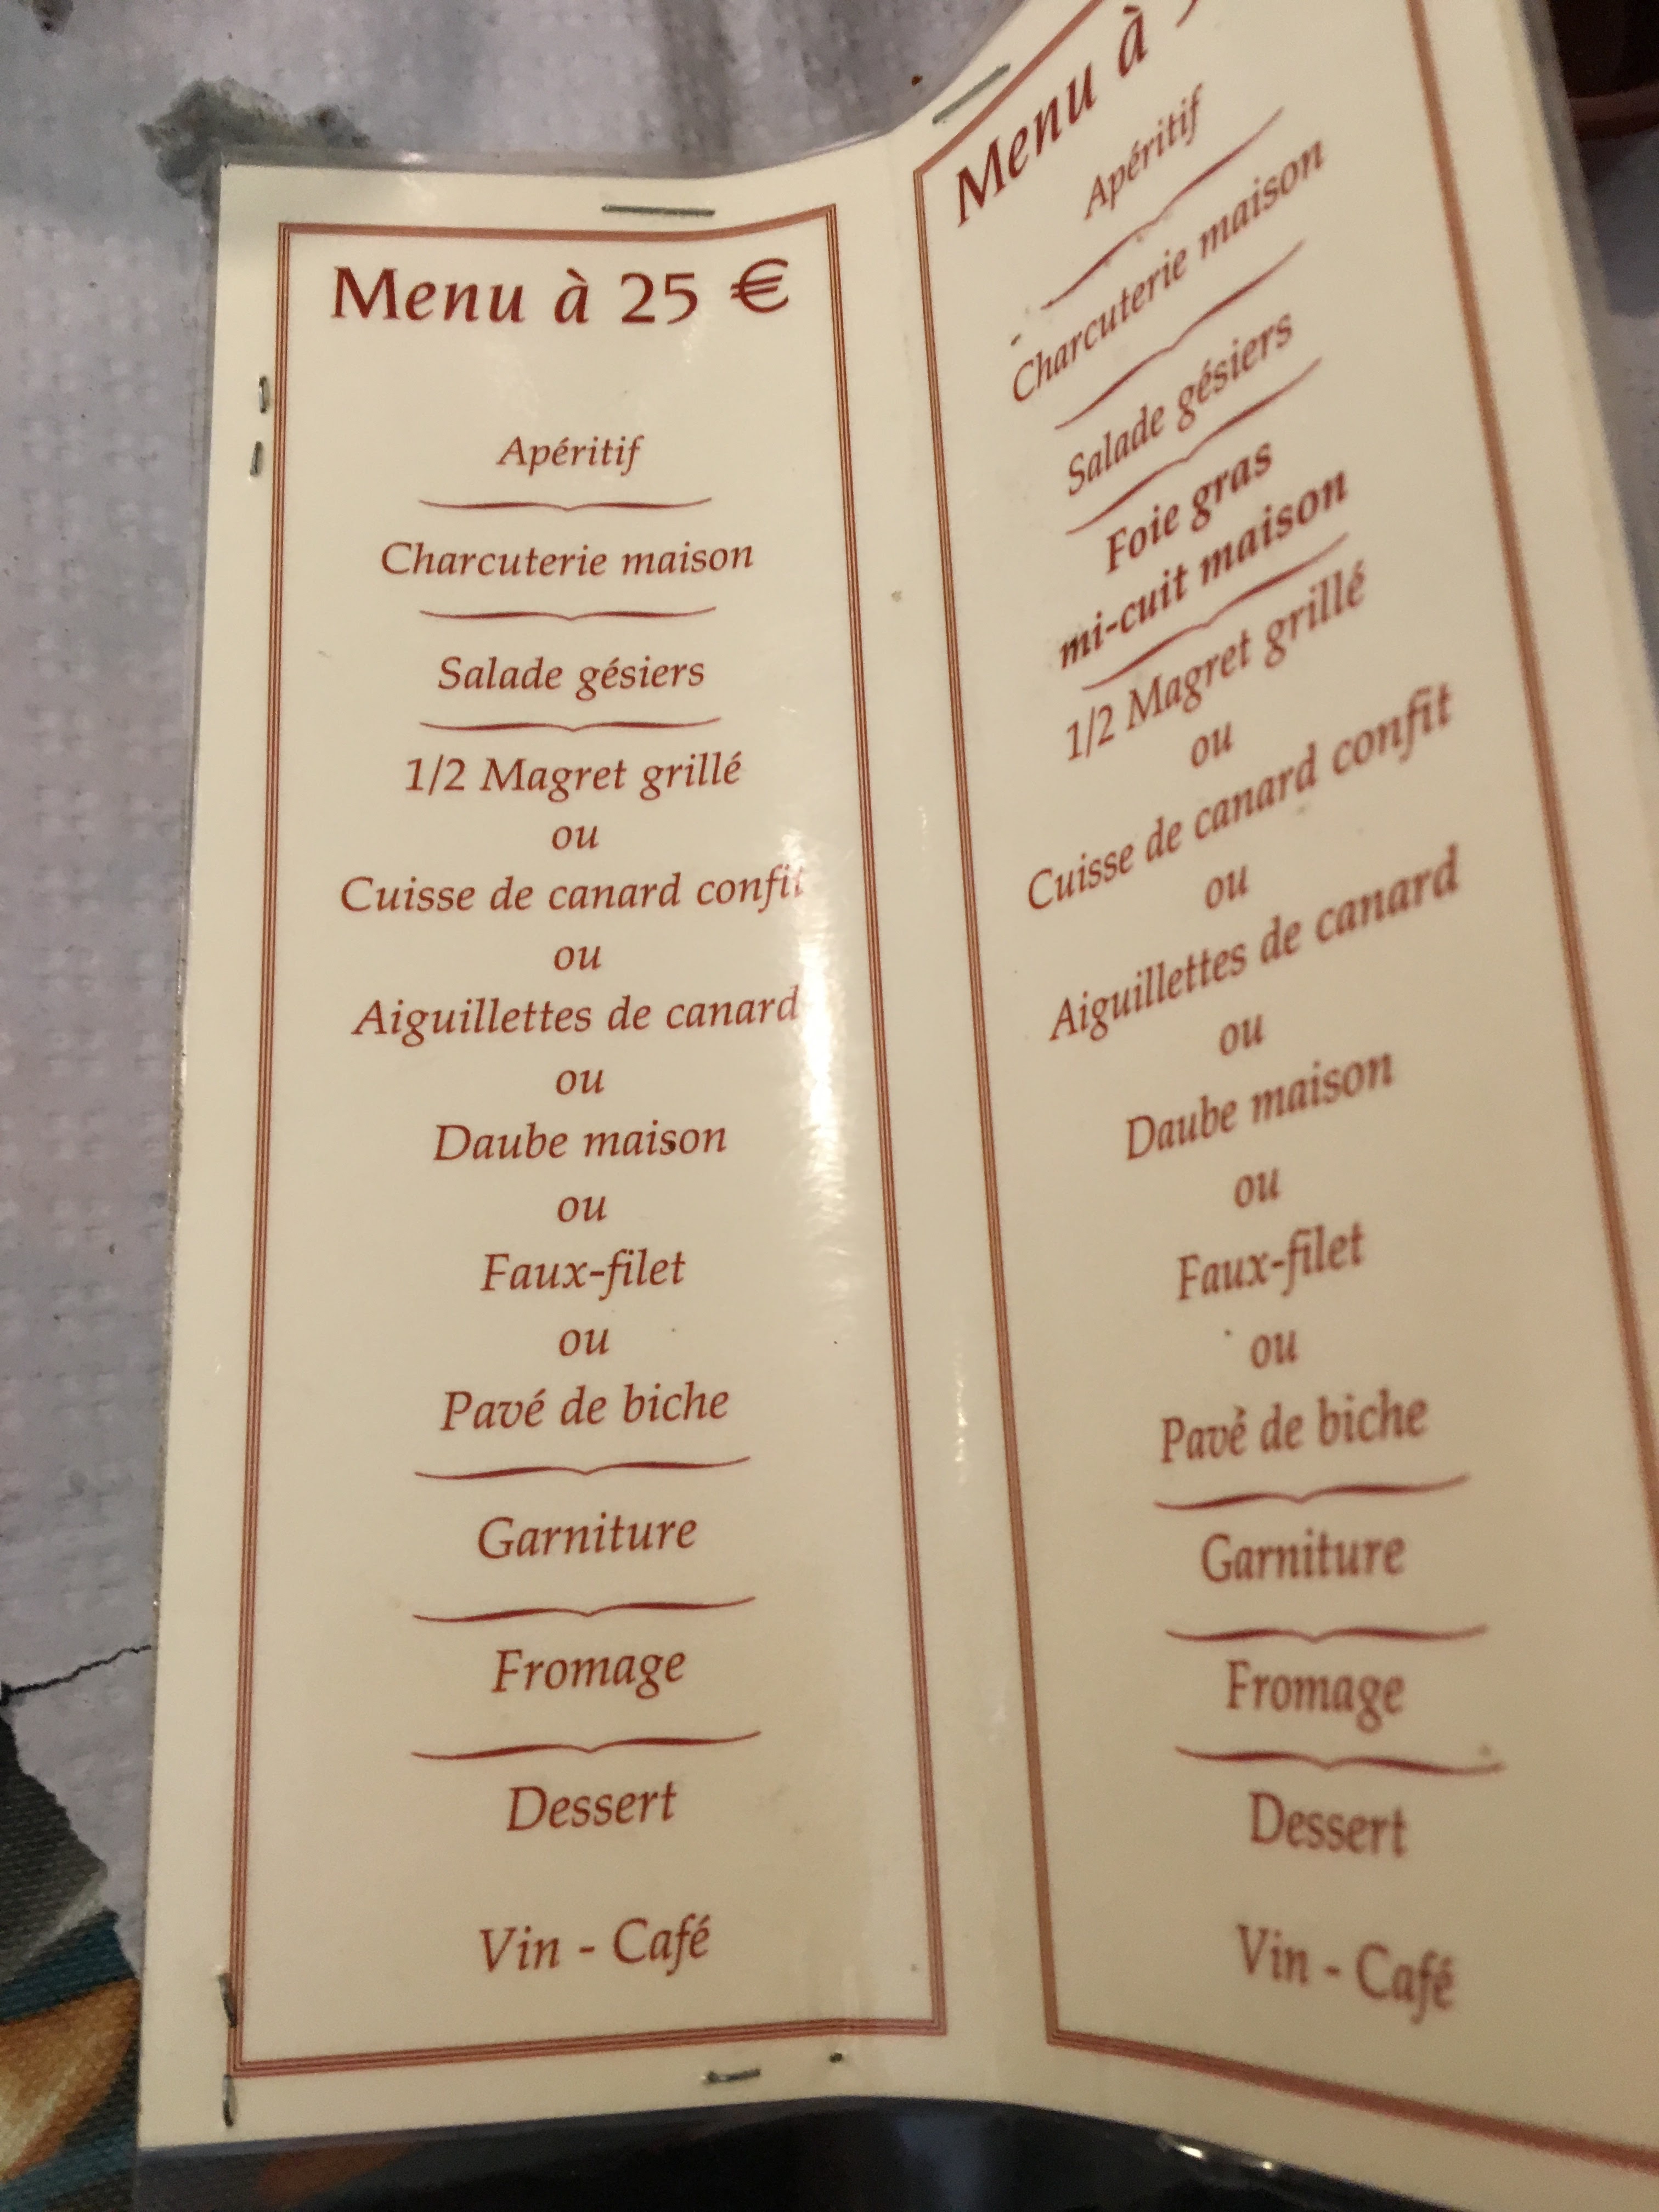 Menu à 25 €
Apéritif
Charcuterie maison
Salade gésiers
1/2 Magret grillé
ou
Cuisse de canard confit
ou
Aiguillettes de canard
ou
Daube maison
ou
Faux-filet
ou
Pavé de biche
Garniture
Fromage
Dessert
Vin - Café
Menu à
Apéritif
Charcuterie maison
Salade gésiers
Foie gras
mi-cuit maison
1/2 Magret grillé
ou
Cuisse de canard confit
ou
Aiguillettes de canard
ou
Daube maison
ou
Faux-filet
ou
Pavé de biche
Garniture
Fromage
Dessert
Vin - Café